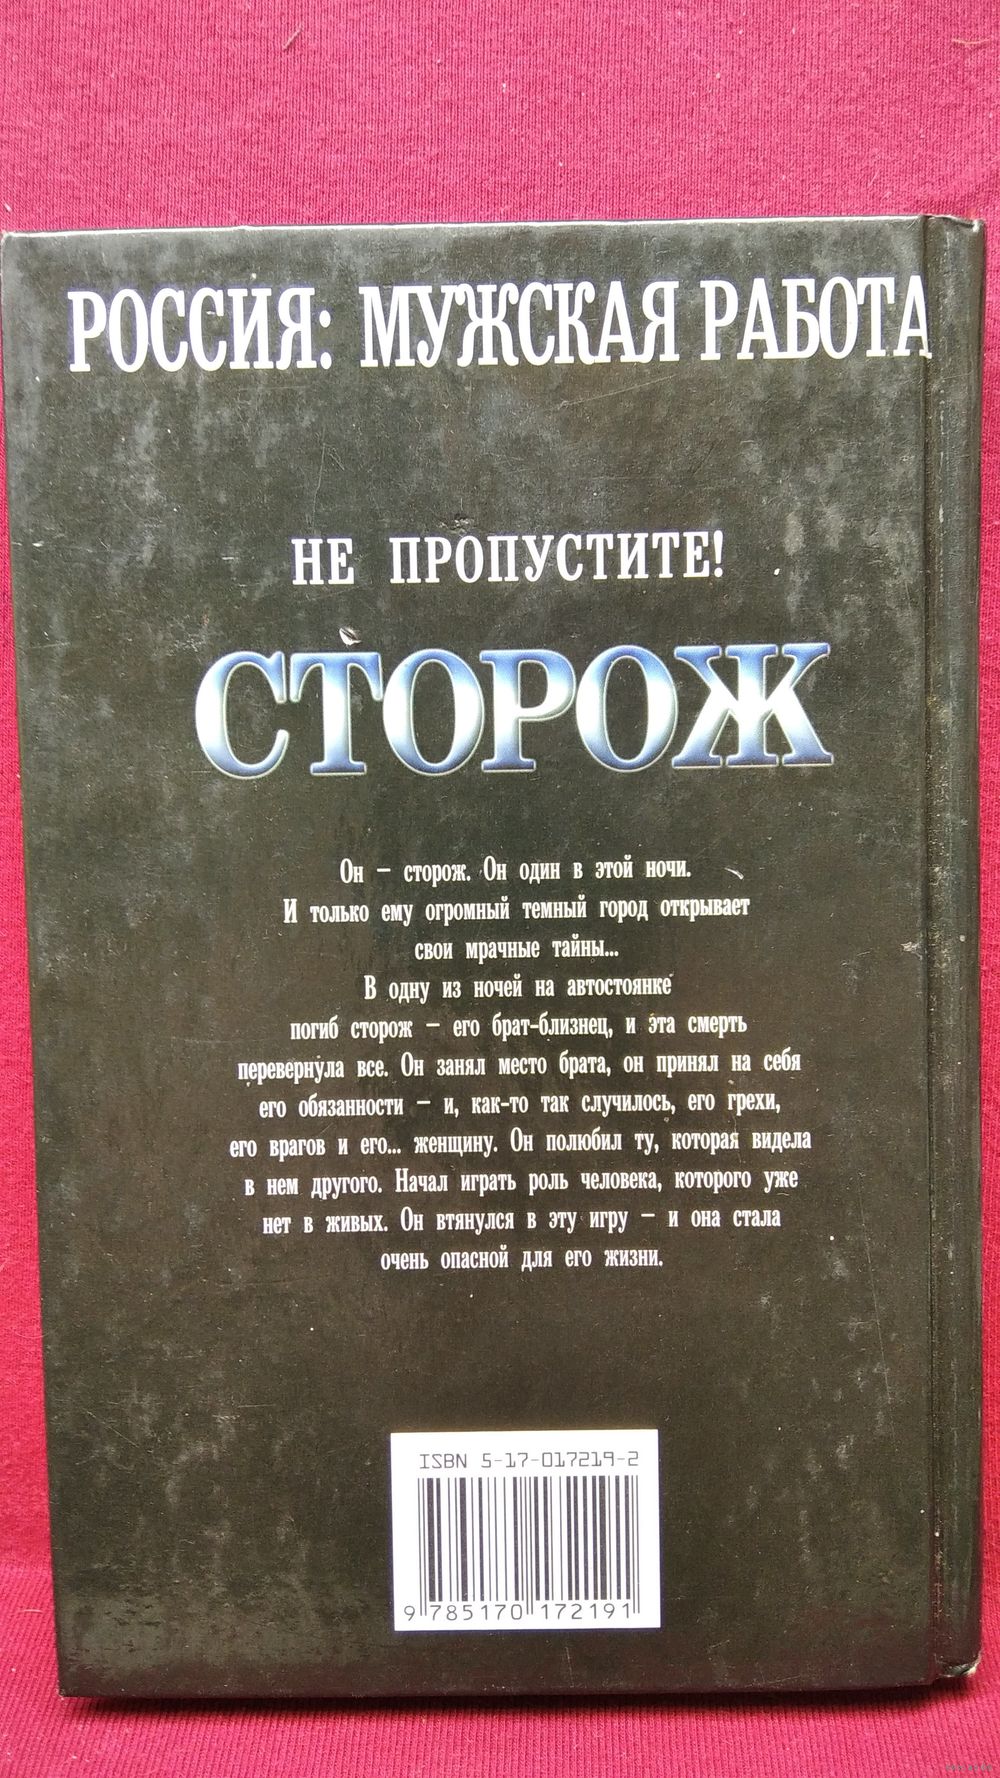 РОССИЯ: МУЖСКАЯ РАБОТА
НЕ ПРОПУСТИТЕ!
СТОРОЖ
Он – сторож. Он один в этой ночи.
И только ему огромный темный город открывает
свои мрачные тайны...
В одну из ночей на автостоянке
погиб сторож – его брат-близнец, и эта смерть
перевернула все. Он занял место брата, он принял на себя
его обязанности – и, как-то так случилось, его грехи,
его врагов и его... женщину. Он полюбил ту, которая видела
в нем другого. Начал играть роль человека, которого уже
нет в живых. Он втянулся в эту игру – и она стала
очень опасной для его жизни.
ISBN 5-17-017219-2
9 785170 172191